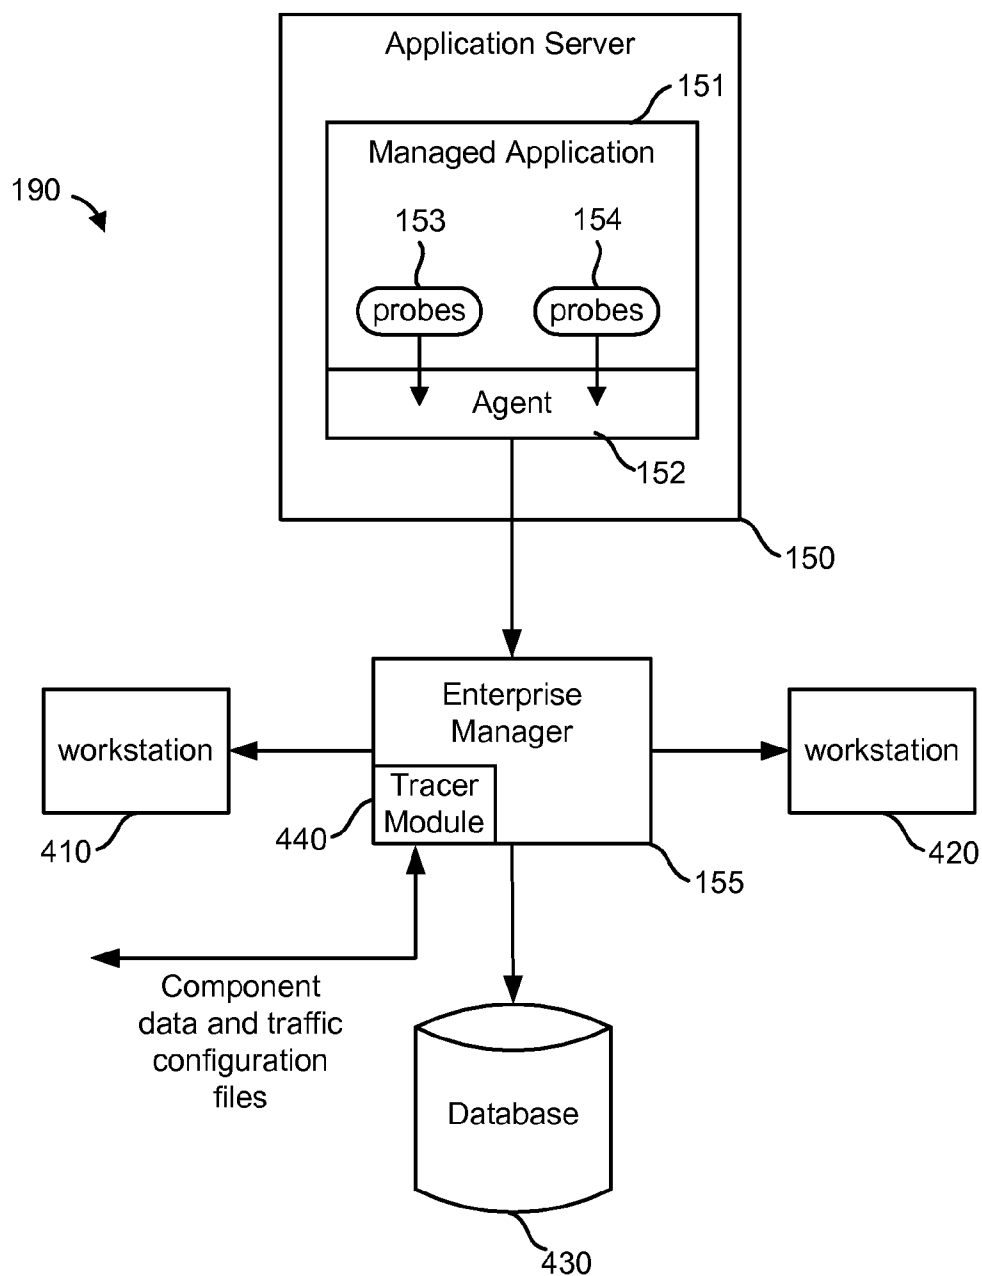 Application Server
151
Managed Application
190
153
154
probes
probes
Agent
152
150
Enterprise
Manager
workstation
workstation
Tracer
Module
440
410
420
155
Component
data and traffic
configuration
files
Database
430